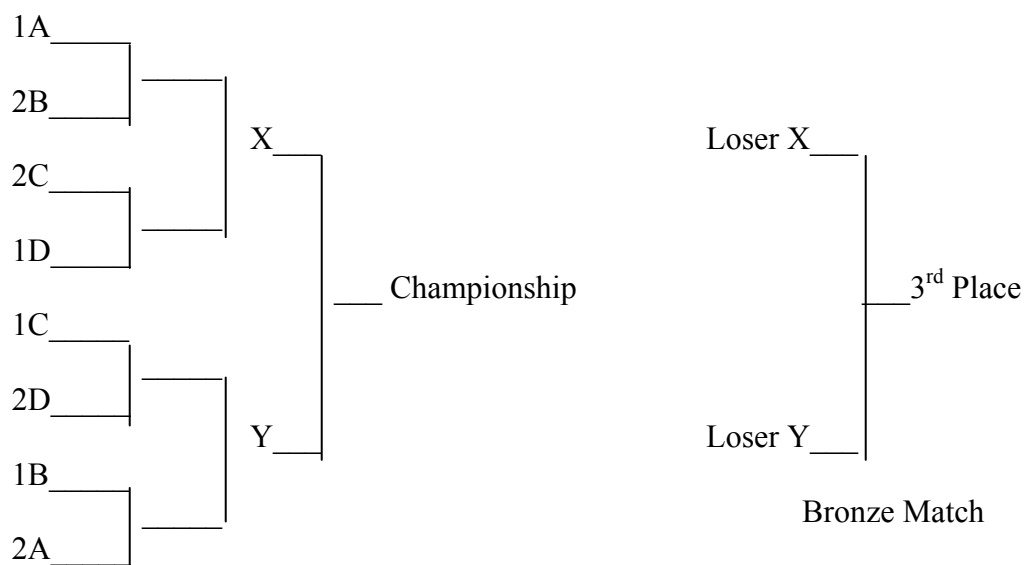 1A
2B
X
Loser X
2C
1D
Championship
3rd Place
1C
2D
Y
Loser Y
1B
Bronze Match
2A